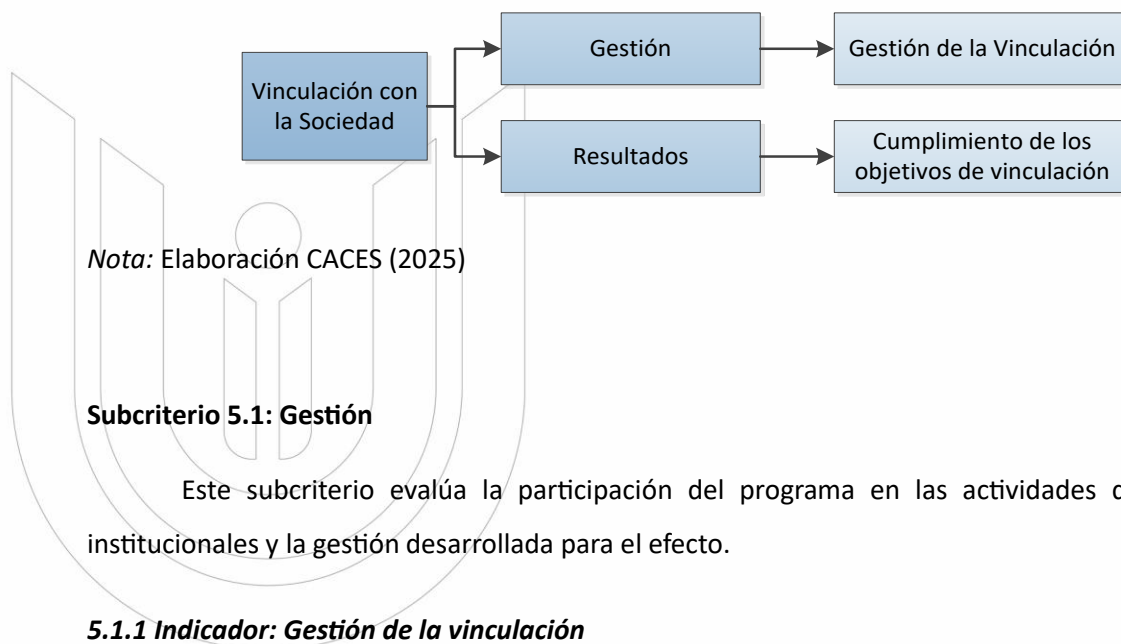 Vinculación con
la Sociedad
Gestión
Gestión de la Vinculación
Resultados
Cumplimiento de los
objetivos de vinculación
Nota: Elaboración CACES (2025)
Subcriterio 5.1: Gestión
Este subcriterio evalúa la participación del programa en las actividades
institucionales y la gestión desarrollada para el efecto.
5.1.1 Indicador: Gestión de la vinculación